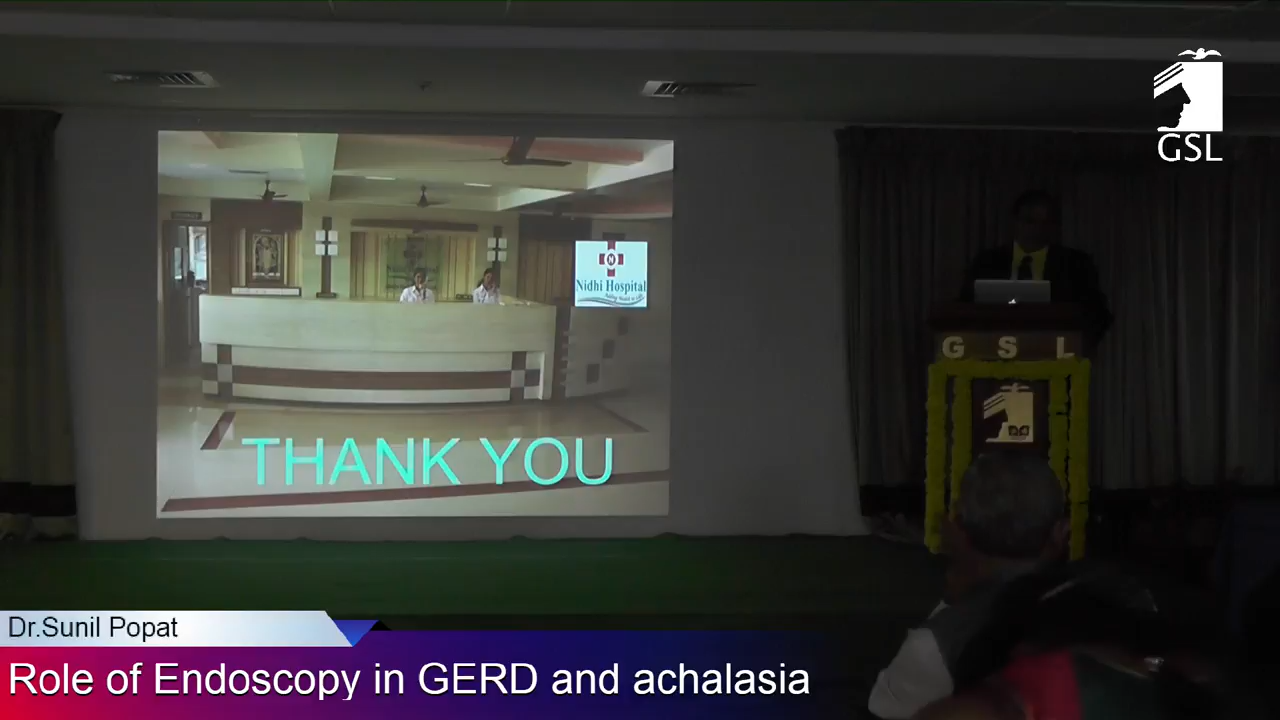 GSL
N
Nidhi Hospital
G S L
THANK YOU
Dr.Sunil Popat
Role of Endoscopy in GERD and achalasia